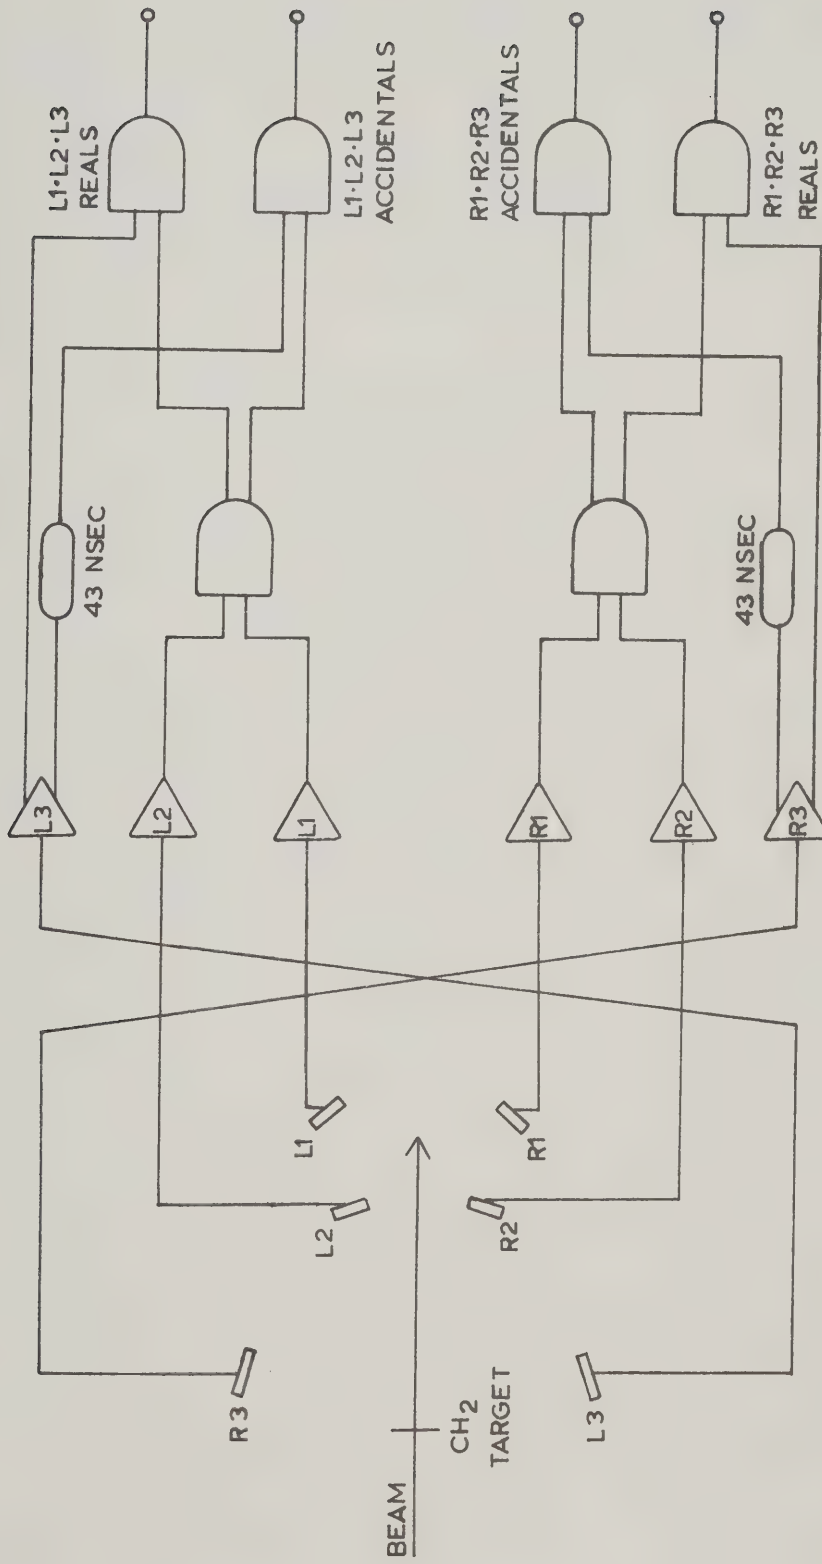 BEAM
CH2
TARGET
R3
L3
L2
R2
L1
R1
L3
L2
L1
R1
R2
R3
43 NSEC
43 NSEC
L1·L2·L3
REALS
L1·L2·L3
ACCIDENTALS
R1·R2·R3
ACCIDENTALS
R1·R2·R3
REALS